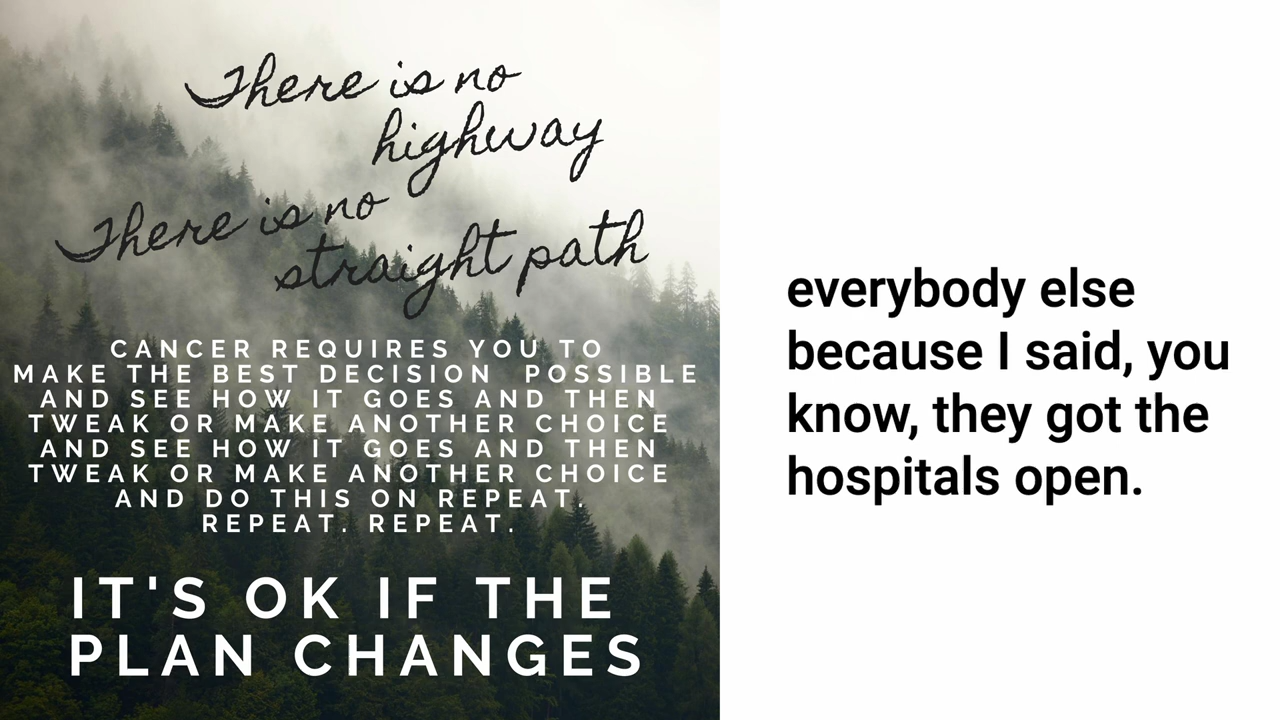 There is no
highway
There is no
straight path
CANCER REQUIRES YOU TO
MAKE THE BEST DECISION POSSIBLE
AND SEE HOW IT GOES AND THEN
TWEAK OR MAKE ANOTHER CHOICE
AND SEE HOW IT GOES AND THEN
TWEAK OR MAKE ANOTHER CHOICE
AND DO THIS ON REPEAT.
REPEAT. REPEAT.
IT'S OK IF THE
PLAN CHANGES
everybody else
because I said, you
know, they got the
hospitals open.